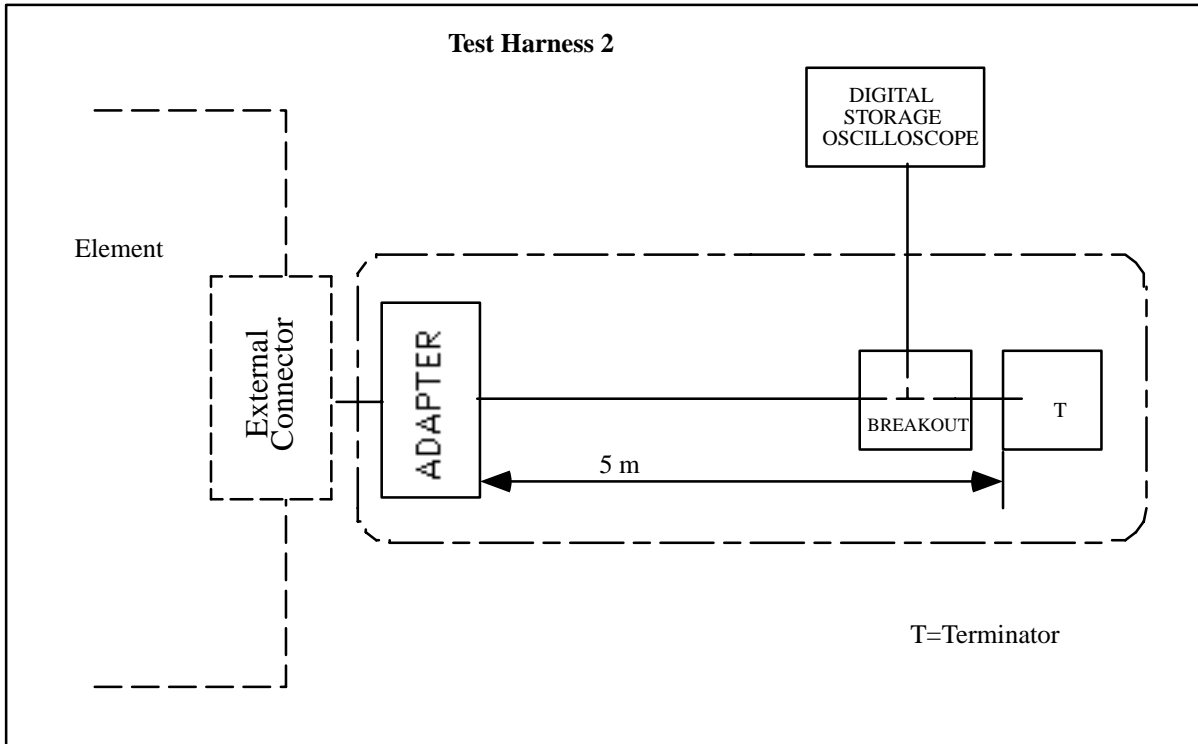 Test Harness 2
DIGITAL
STORAGE
OSCILLOSCOPE
Element
External
Connector
ADAPTER
BREAKOUT
T
5 m
T=Terminator